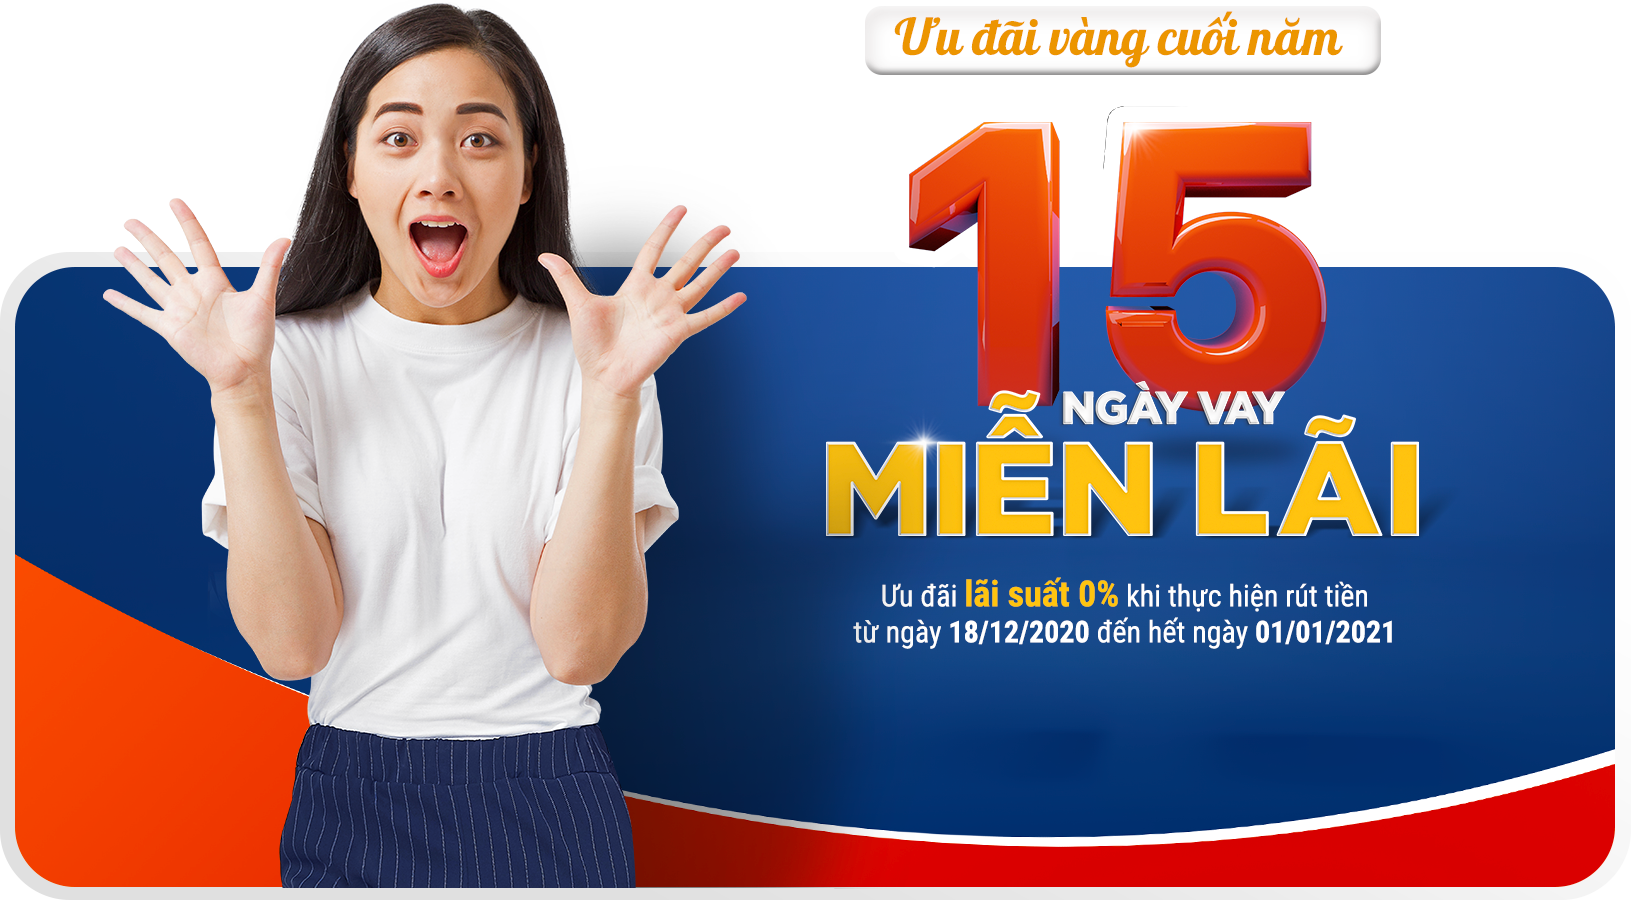 Ưu đãi vàng cuối năm
15
NGÀY VAY
MIỄN LÃI
Ưu đãi lãi suất 0% khi thực hiện rút tiền
từ ngày 18/12/2020 đến hết ngày 01/01/2021